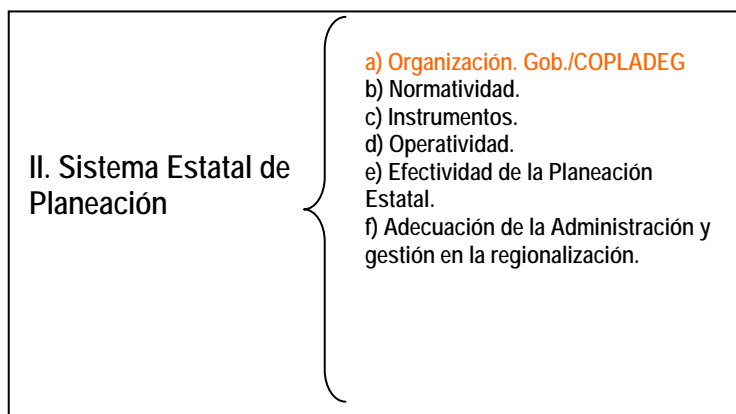 II. Sistema Estatal de
Planeación
a) Organización. Gob./COPLADEG
b) Normatividad.
c) Instrumentos.
d) Operatividad.
e) Efectividad de la Planeación
Estatal.
f) Adecuación de la Administración y
gestión en la regionalización.